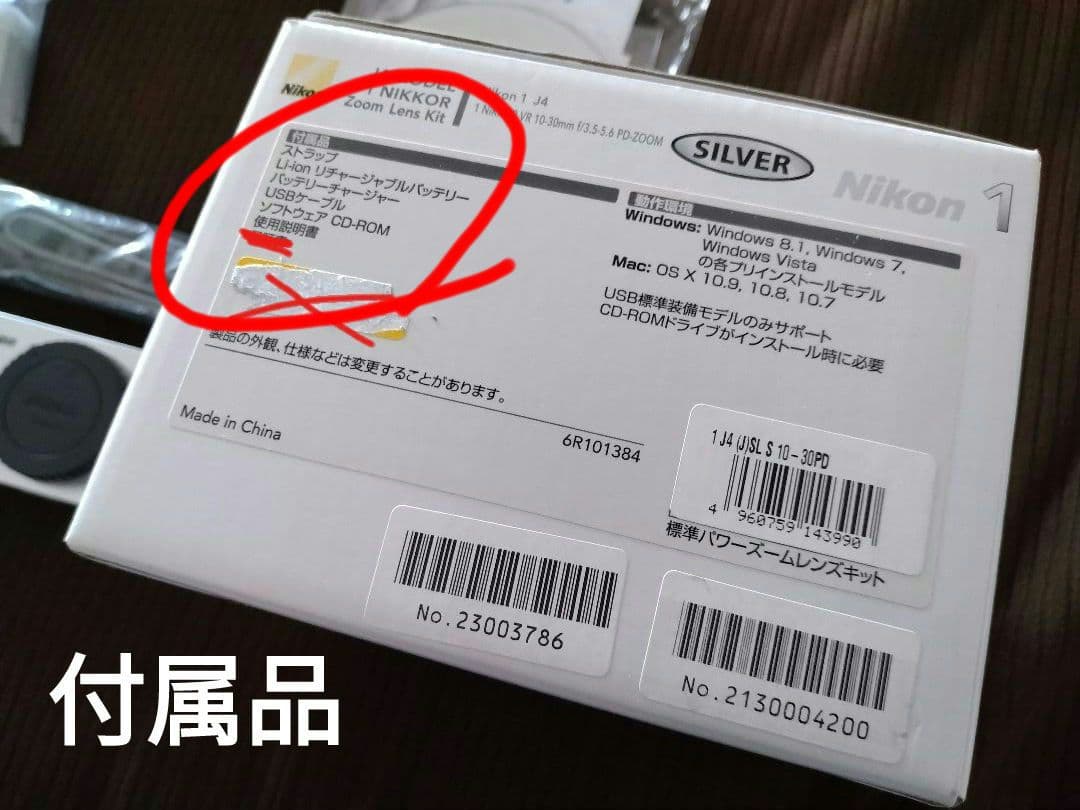 Nikon
1 NIKKOR
Zoom Lens Kit
Nikon 1 J4
VR 10-30mm f/3.5-5.6 PD-ZOOM
SILVER
Nikon 1
付属品
ストラップ
Li-ion リチャージャブルバッテリー
バッテリーチャージャー
USBケーブル
ソフトウェア CD-ROM
使用説明書
動作環境
Windows: Windows 8.1, Windows 7,
Windows Vista
の各プリインストールモデル
Mac: OS X 10.9, 10.8, 10.7
USB標準装備モデルのみサポート
CD-ROMドライブがインストール時に必要
製品の外観、仕様などは変更することがあります。
Made in China
6R101384
1 J4 (J)SL S 10-30PD
4 960759 143990
標準パワーズームレンズキット
No.23003786
No.2130004200
付属品